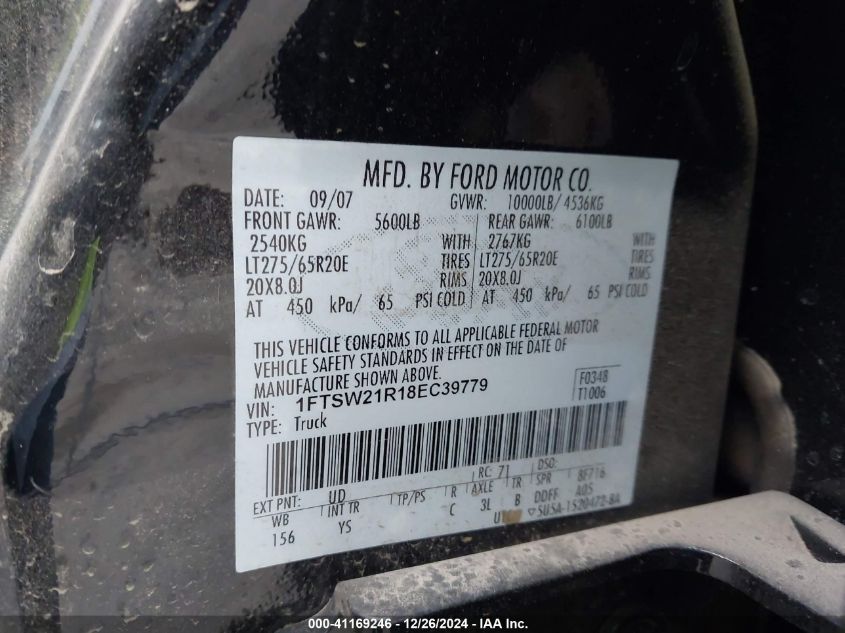 MFD. BY FORD MOTOR CO.
DATE: 09/07 GVWR: 10000LB/ 4536KG
FRONT GAWR: 5600LB REAR GAWR: 6100LB
2540KG WITH 2767KG WITH
LT275/65R20E TIRES LT275/65R20E TIRES
20X8.0J RIMS 20X8.0J RIMS
AT 450 kPa/ 65 PSI COLD AT 450 kPa/ 65 PSI COLD
THIS VEHICLE CONFORMS TO ALL APPLICABLE FEDERAL MOTOR
VEHICLE SAFETY STANDARDS IN EFFECT ON THE DATE OF
MANUFACTURE SHOWN ABOVE.
VIN: 1FTSW21R18EC39779 F0348
TYPE: Truck T1006
EXT PNT: UD RC: 71 DSO:
WB INT TR TP/PS R AXLE TR SPR 8F716
156 YS C 3L B DDFF A05
5U5A-1520472-BA
000-41169246 - 12/26/2024 - IAA Inc.